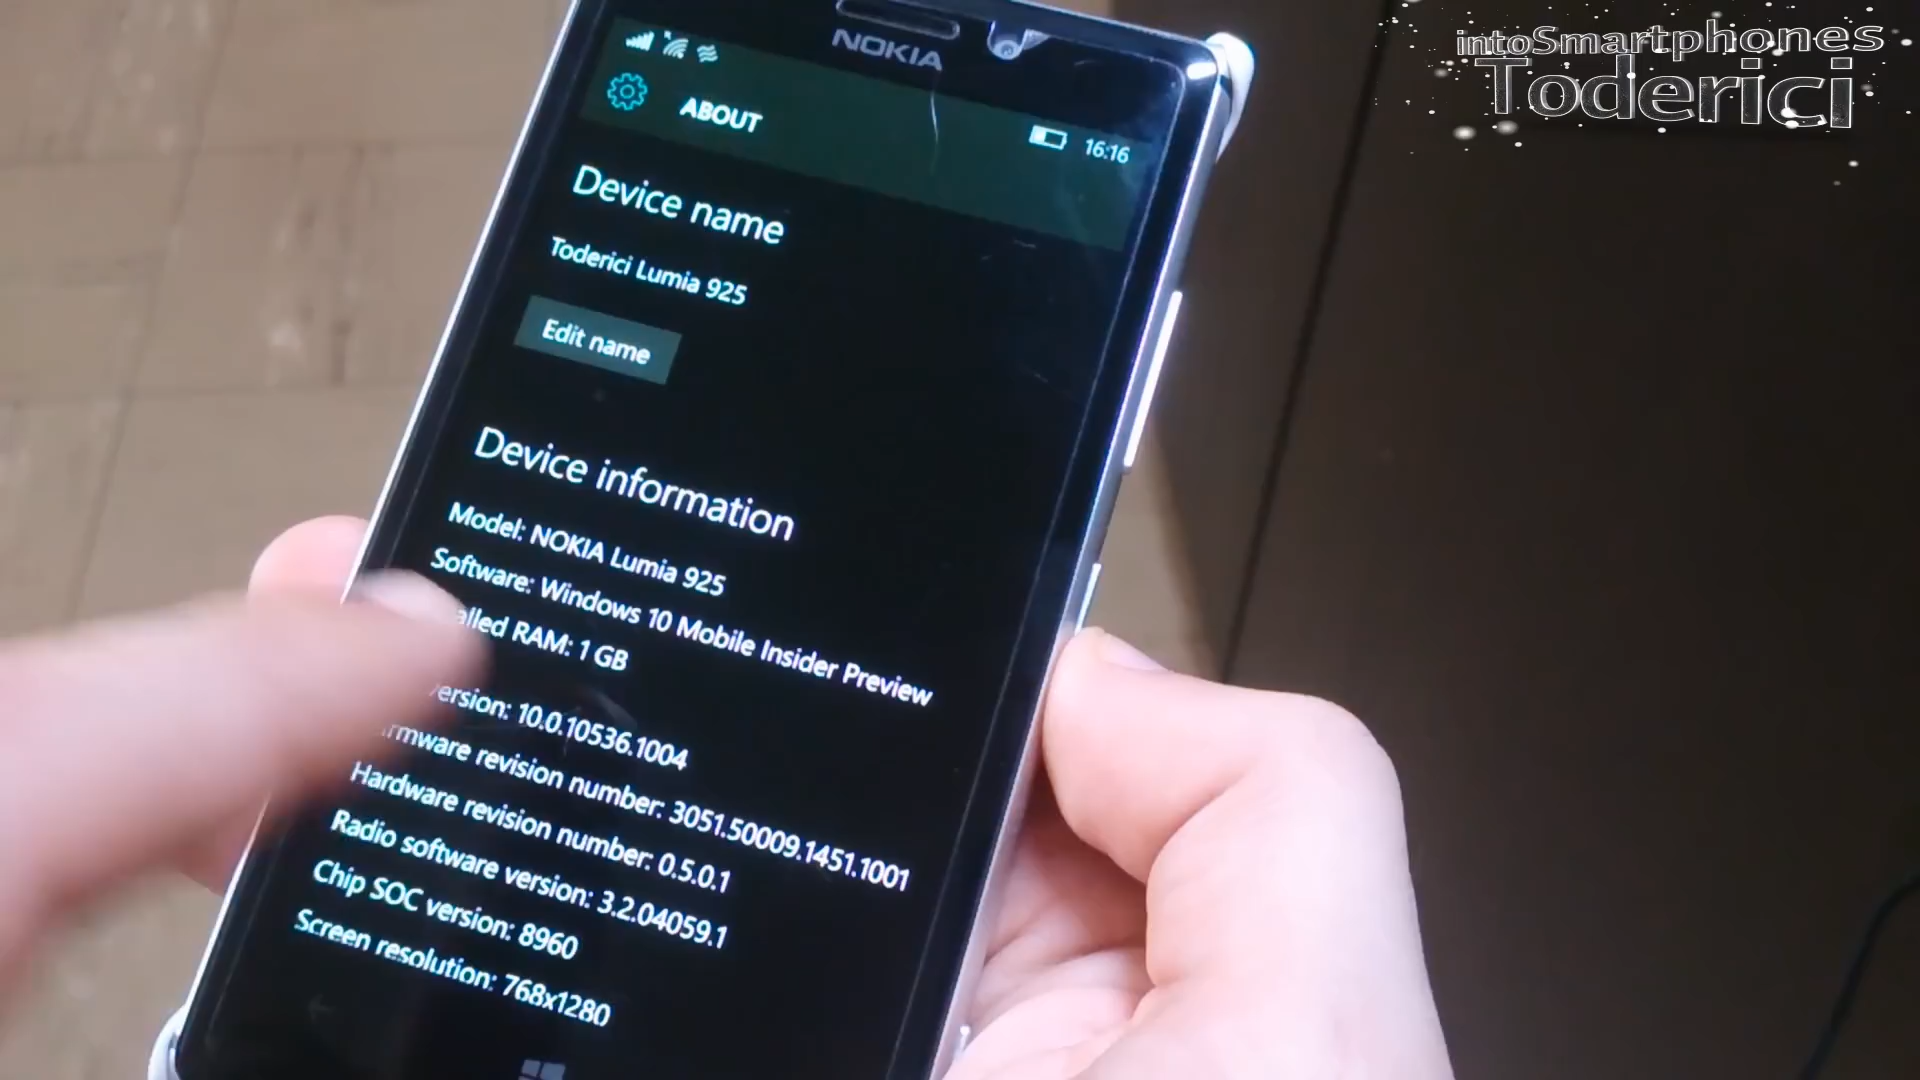 intoSmartphones
Toderici
NOKIA
ABOUT
16:16
Device name
Toderici Lumia 925
Edit name
Device information
Model: NOKIA Lumia 925
Software: Windows 10 Mobile Insider Preview
RAM: 1 GB
10.0.10536.1004
revision number: 3051.50009.1451.1001
Hardware revision number: 0.5.0.1
Radio software version: 3.2.04059.1
Chip SOC version: 8960
Screen resolution: 768x1280